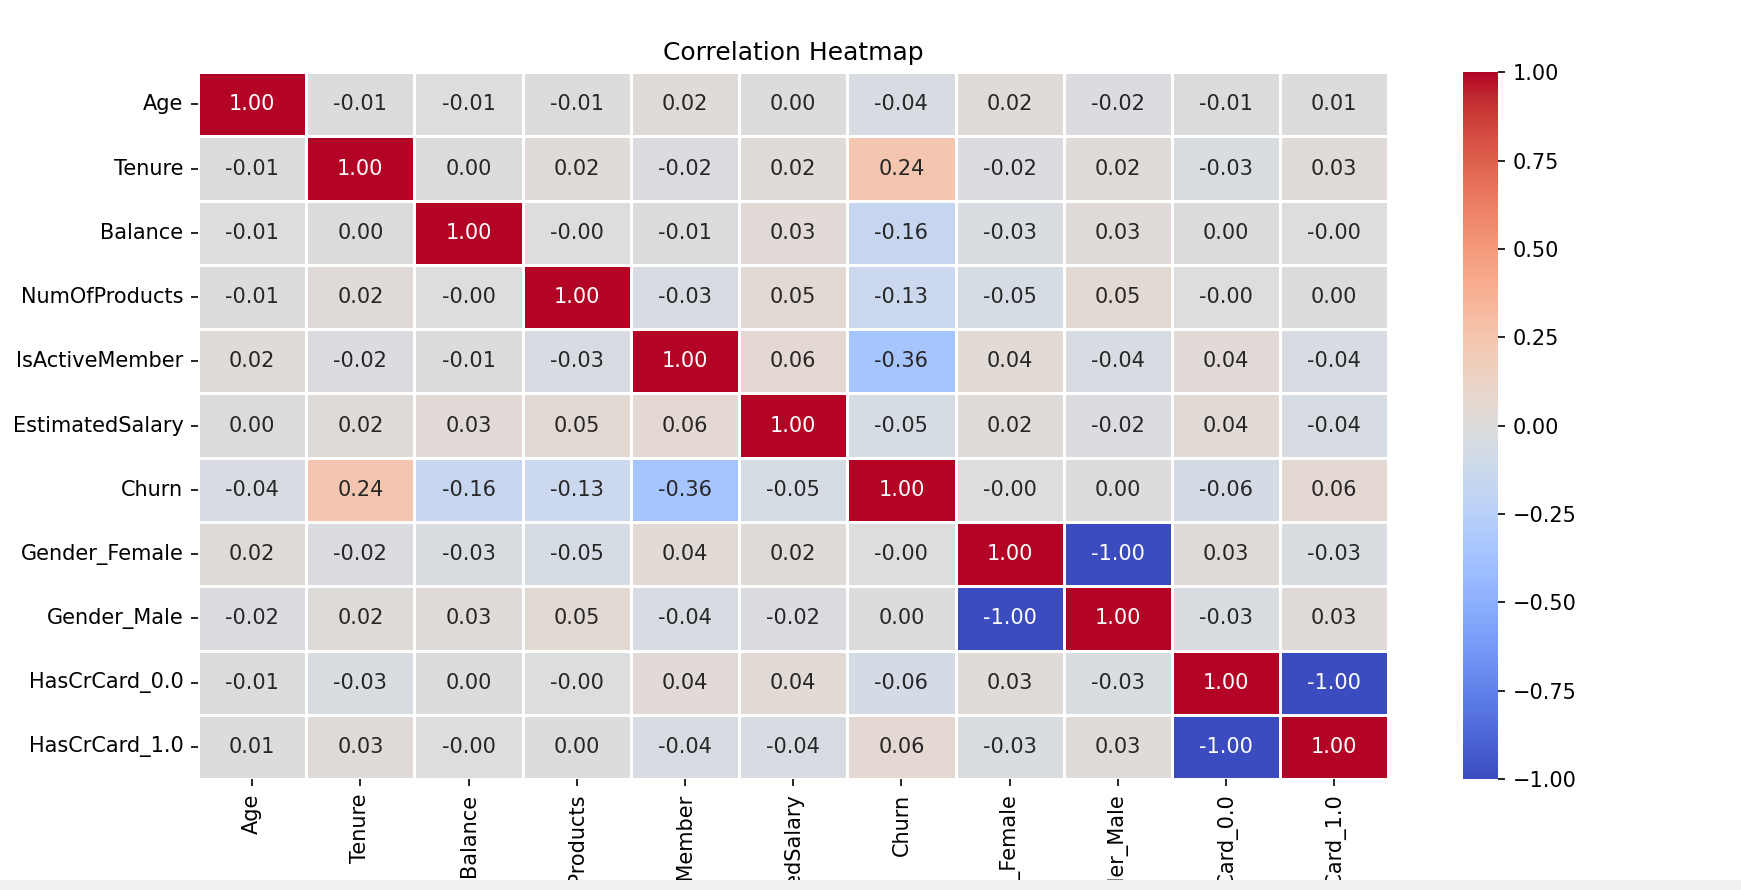 Correlation Heatmap
Age 1.00 -0.01 -0.01 -0.01 0.02 0.00 -0.04 0.02 -0.02 -0.01 0.01
Tenure -0.01 1.00 0.00 0.02 -0.02 0.02 0.24 -0.02 0.02 -0.03 0.03
Balance -0.01 0.00 1.00 -0.00 -0.01 0.03 -0.16 -0.03 0.03 0.00 -0.00
NumOfProducts -0.01 0.02 -0.00 1.00 -0.03 0.05 -0.13 -0.05 0.05 -0.00 0.00
IsActiveMember 0.02 -0.02 -0.01 -0.03 1.00 0.06 -0.36 0.04 -0.04 0.04 -0.04
EstimatedSalary 0.00 0.02 0.03 0.05 0.06 1.00 -0.05 0.02 -0.02 0.04 -0.04
Churn -0.04 0.24 -0.16 -0.13 -0.36 -0.05 1.00 -0.00 0.00 -0.06 0.06
Gender_Female 0.02 -0.02 -0.03 -0.05 0.04 0.02 -0.00 1.00 -1.00 0.03 -0.03
Gender_Male -0.02 0.02 0.03 0.05 -0.04 -0.02 0.00 -1.00 1.00 -0.03 0.03
HasCrCard_0.0 -0.01 -0.03 0.00 -0.00 0.04 0.04 -0.06 0.03 -0.03 1.00 -1.00
HasCrCard_1.0 0.01 0.03 -0.00 0.00 -0.04 -0.04 0.06 -0.03 0.03 -1.00 1.00
Age
Tenure
Balance
Products
Member
edSalary
Churn
_Female
der_Male
Card_0.0
Card_1.0
1.00
0.75
0.50
0.25
0.00
−0.25
−0.50
−0.75
−1.00